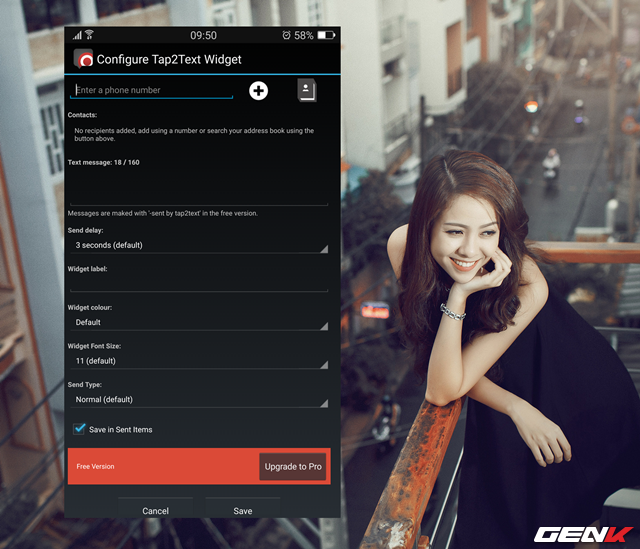 09:50
58%
Configure Tap2Text Widget
Enter a phone number
Contacts:
No recipients added, add using a number or search your address book using the
button above.
Text message: 18 / 160
Messages are maked with '-sent by tap2text' in the free version.
Send delay:
3 seconds (default)
Widget label:
Widget colour:
Default
Widget Font Size:
11 (default)
Send Type:
Normal (default)
Save in Sent Items
Free Version
Upgrade to Pro
Cancel
Save
GENK